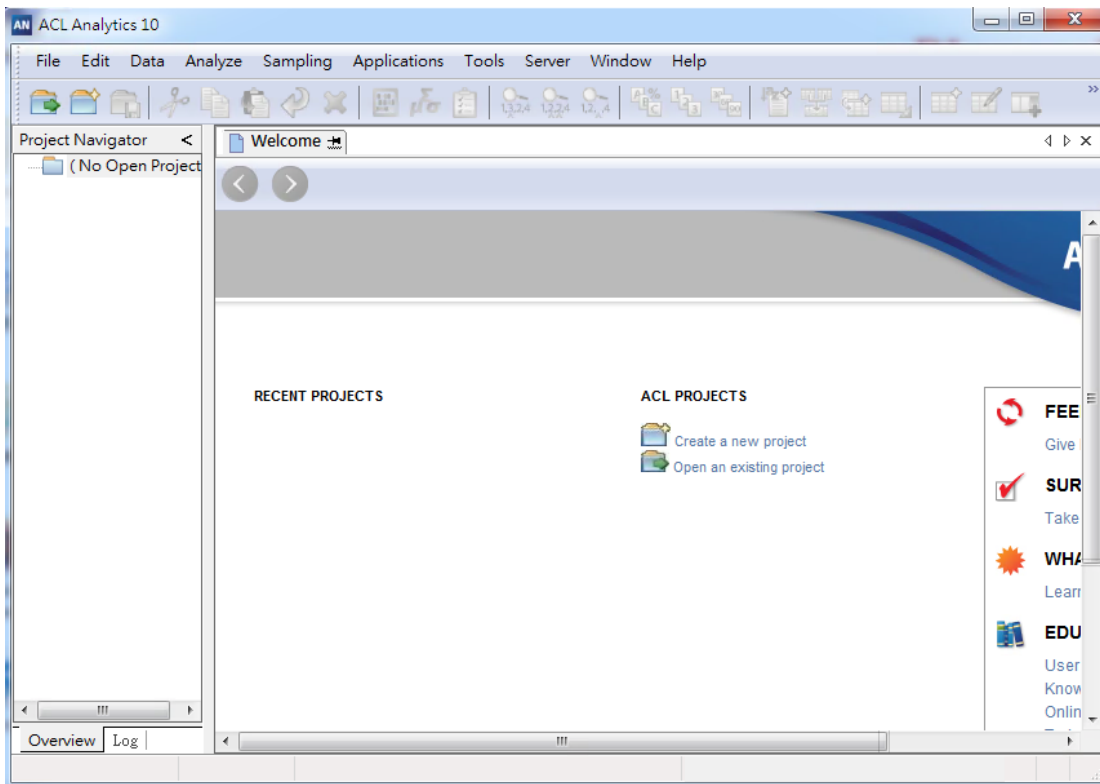 AN ACL Analytics 10
File Edit Data Analyze Sampling Applications Tools Server Window Help
Project Navigator <
Welcome
( No Open Project
A
RECENT PROJECTS
ACL PROJECTS
Create a new project
Open an existing project
FEE
Give
SUR
Take
WHA
Learn
EDU
User
Know
Onlin
Overview Log